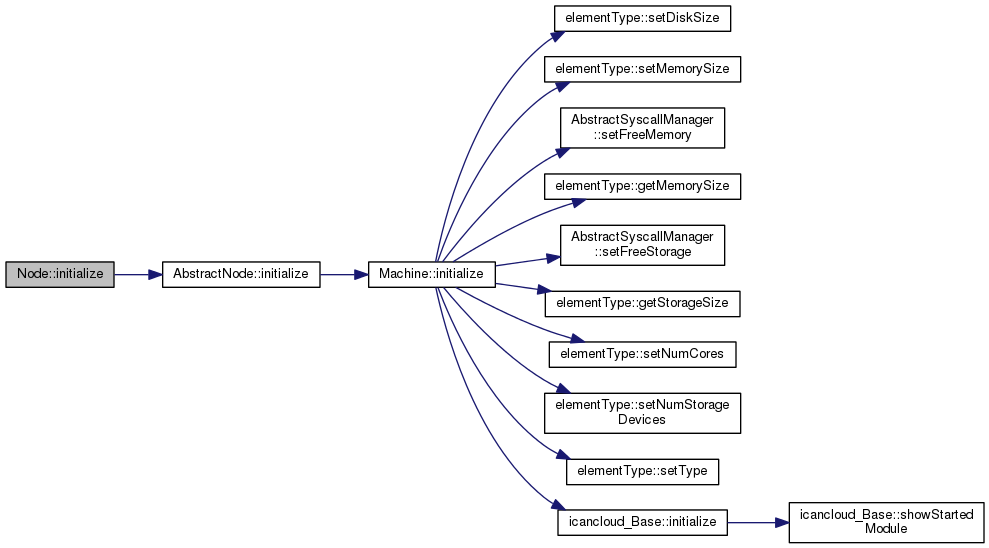 Node::initialize
AbstractNode::initialize
Machine::initialize
elementType::setDiskSize
elementType::setMemorySize
AbstractSyscallManager
::setFreeMemory
elementType::getMemorySize
AbstractSyscallManager
::setFreeStorage
elementType::getStorageSize
elementType::setNumCores
elementType::setNumStorage
Devices
elementType::setType
icancloud_Base::initialize
icancloud_Base::showStarted
Module